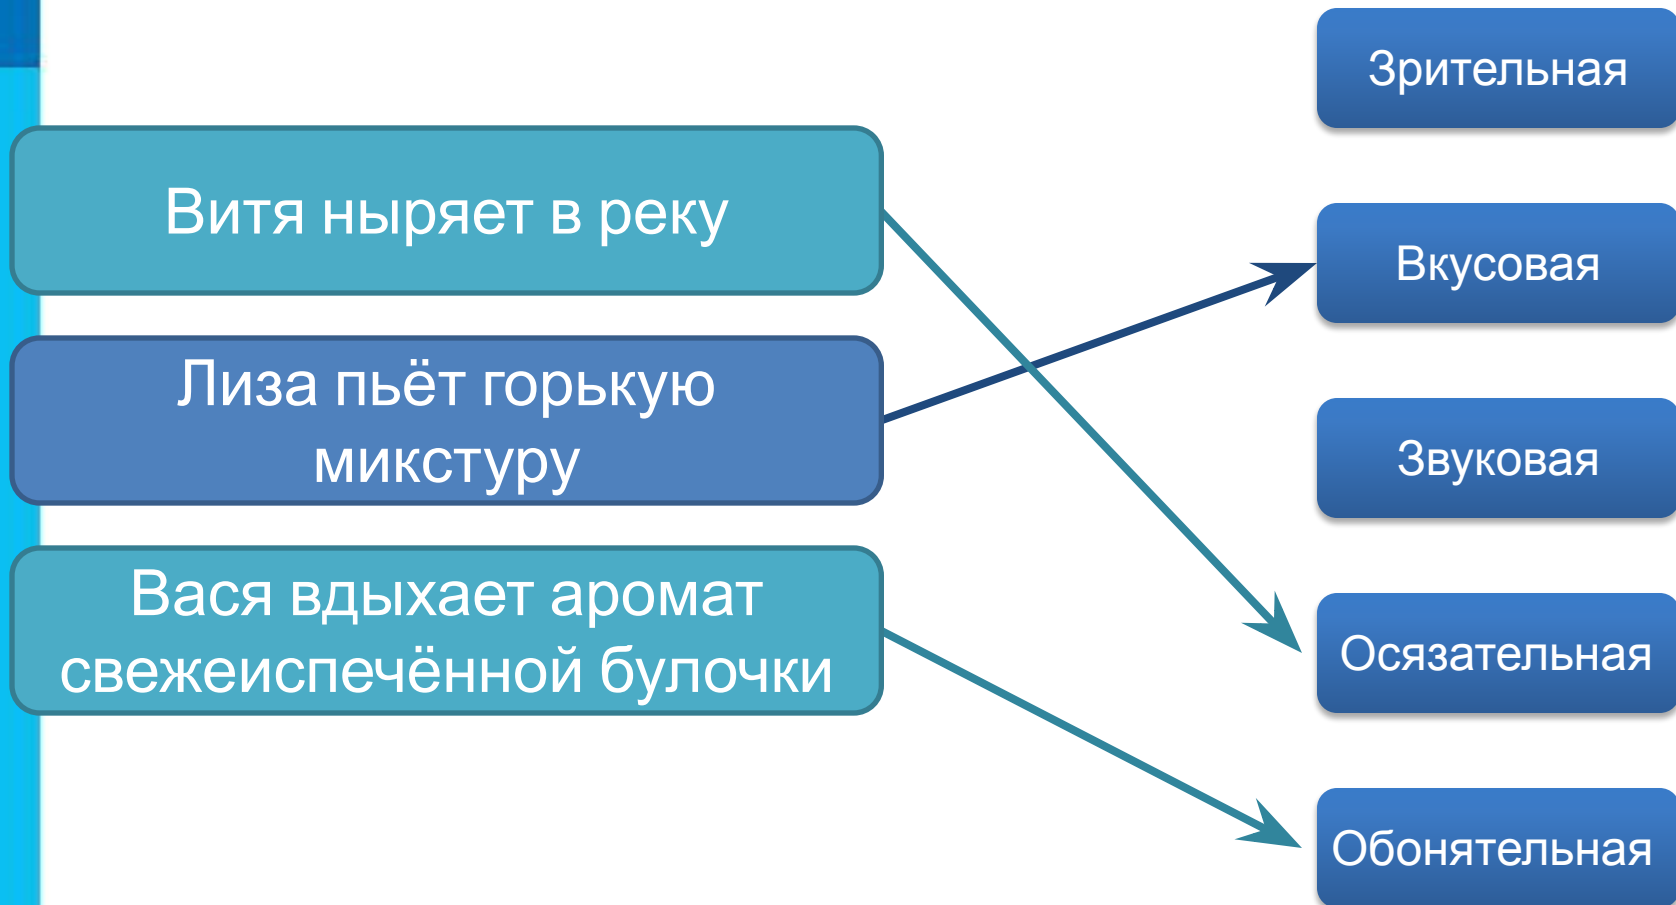 Зрительная
Витя ныряет в реку
Вкусовая
Лиза пьёт горькую
микстуру
Звуковая
Вася вдыхает аромат
свежеиспечённой булочки
Осязательная
Обонятельная